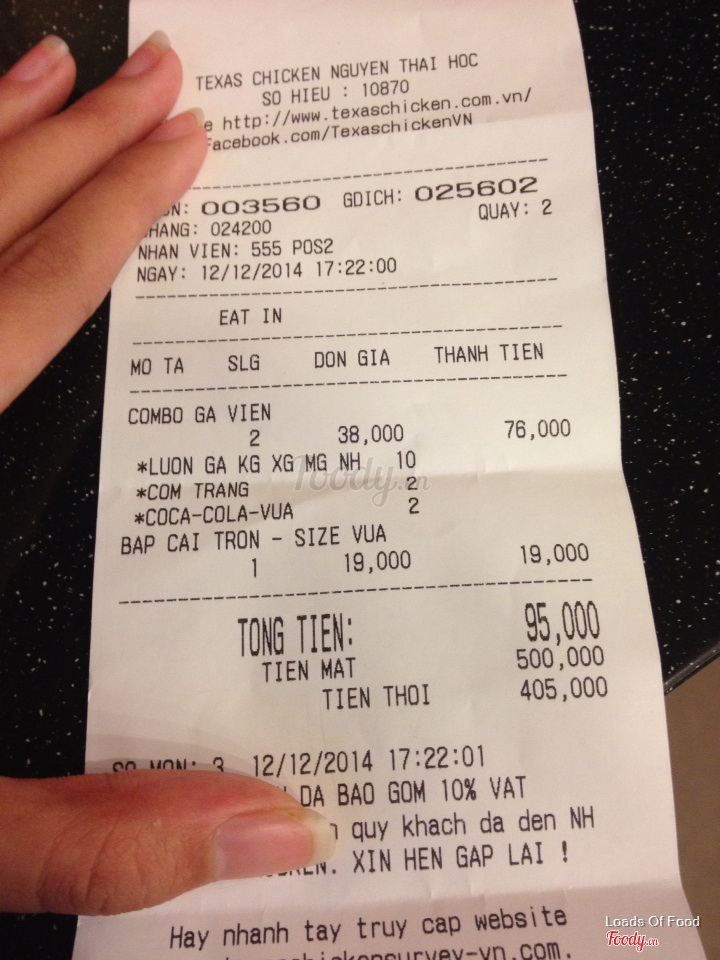 TEXAS CHICKEN NGUYEN THAI HOC
SO HIEU : 10870
e http://www.texaschicken.com.vn/
acebook.com/TexaschickenVN
N: 003560 GDICH: 025602
HANG: 024200 QUAY: 2
NHAN VIEN: 555 POS2
NGAY: 12/12/2014 17:22:00
EAT IN
MO TA SLG DON GIA THANH TIEN
COMBO GA VIEN
2 38,000 76,000
*LUON GA KG XG MG NH 10
*COM TRANG 2
*COCA-COLA-VUA 2
BAP CAI TRON - SIZE VUA
1 19,000 19,000
TONG TIEN: 95,000
TIEN MAT 500,000
TIEN THOI 405,000
SO MON: 3 12/12/2014 17:22:01
DA BAO GOM 10% VAT
quy khach da den NH
XIN HEN GAP LAI !
Hay nhanh tay truy cap website
Foody.vn
Loads Of Food
Foody.vn